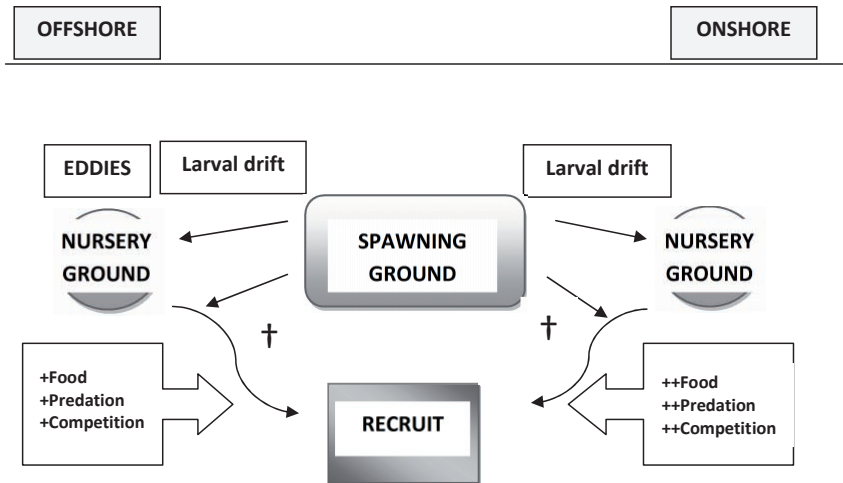 OFFSHORE
ONSHORE
EDDIES
Larval drift
Larval drift
NURSERY
GROUND
SPAWNING
GROUND
NURSERY
GROUND
†
†
+Food
+Predation
+Competition
RECRUIT
++Food
++Predation
++Competition